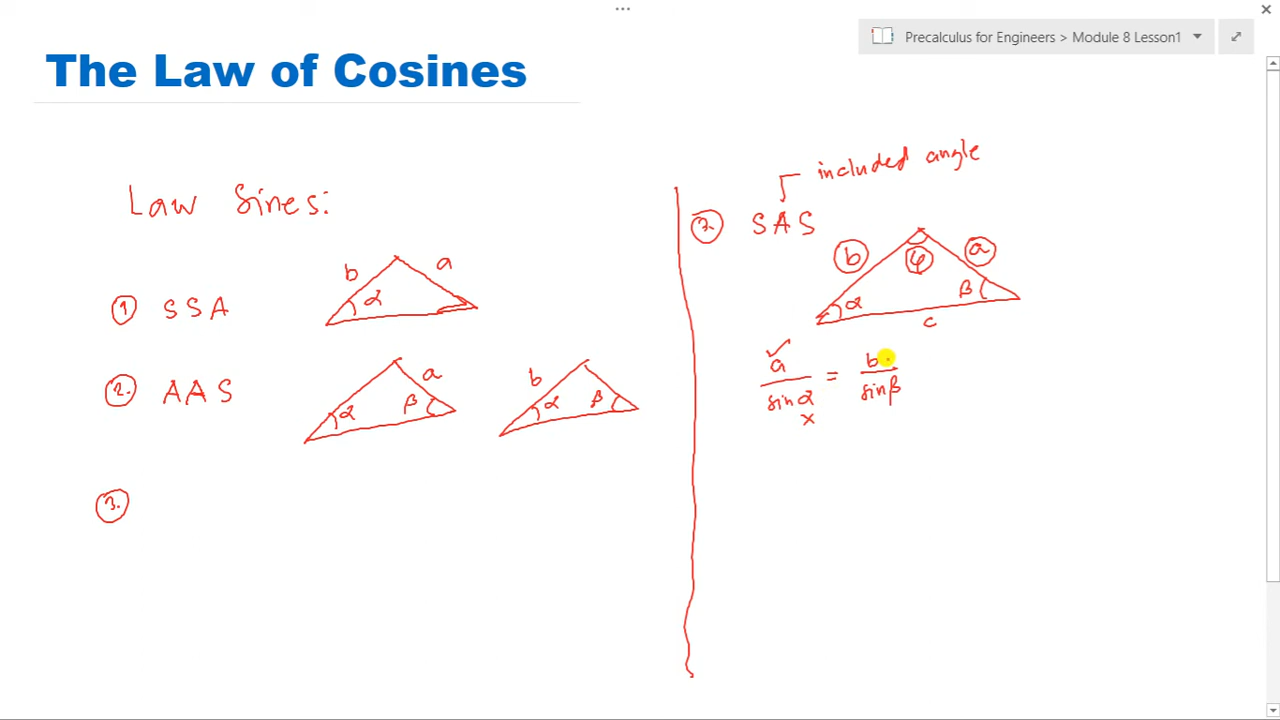 ...
Precalculus for Engineers > Module 8 Lesson1
The Law of Cosines
Law Sines:
b a
α
① SSA
② AAS
α β a
b α β
③.
included angle
③. SAS
b φ a
α β
c
✓
a/sin α = b/sin β
x